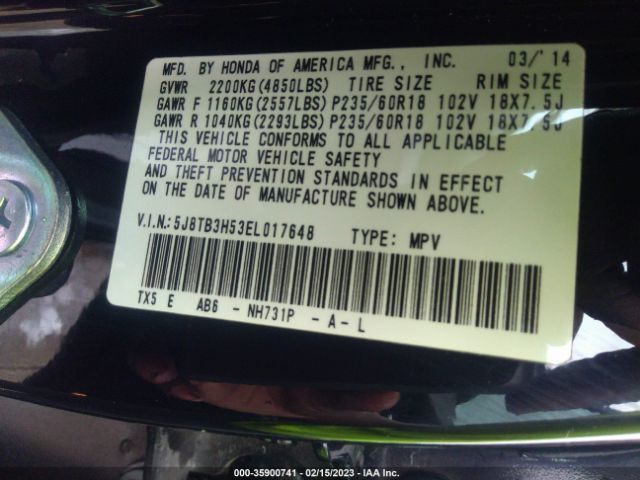 MFD. BY HONDA OF AMERICA MFG., INC. 03/'14
GVWR 2200KG(4850LBS) TIRE SIZE RIM SIZE
GAWR F 1160KG(2557LBS) P235/60R18 102V 18X7.5J
GAWR R 1040KG(2293LBS) P235/60R18 102V 18X7.5J
THIS VEHICLE CONFORMS TO ALL APPLICABLE
FEDERAL MOTOR VEHICLE SAFETY
AND THEFT PREVENTION STANDARDS IN EFFECT
ON THE DATE OF MANUFACTURE SHOWN ABOVE.
V.I.N.:5J8TB3H53EL017648 TYPE: MPV
TX5 E AB6 - NH731P - A - L
000-35900741 - 02/15/2023 - IAA Inc.